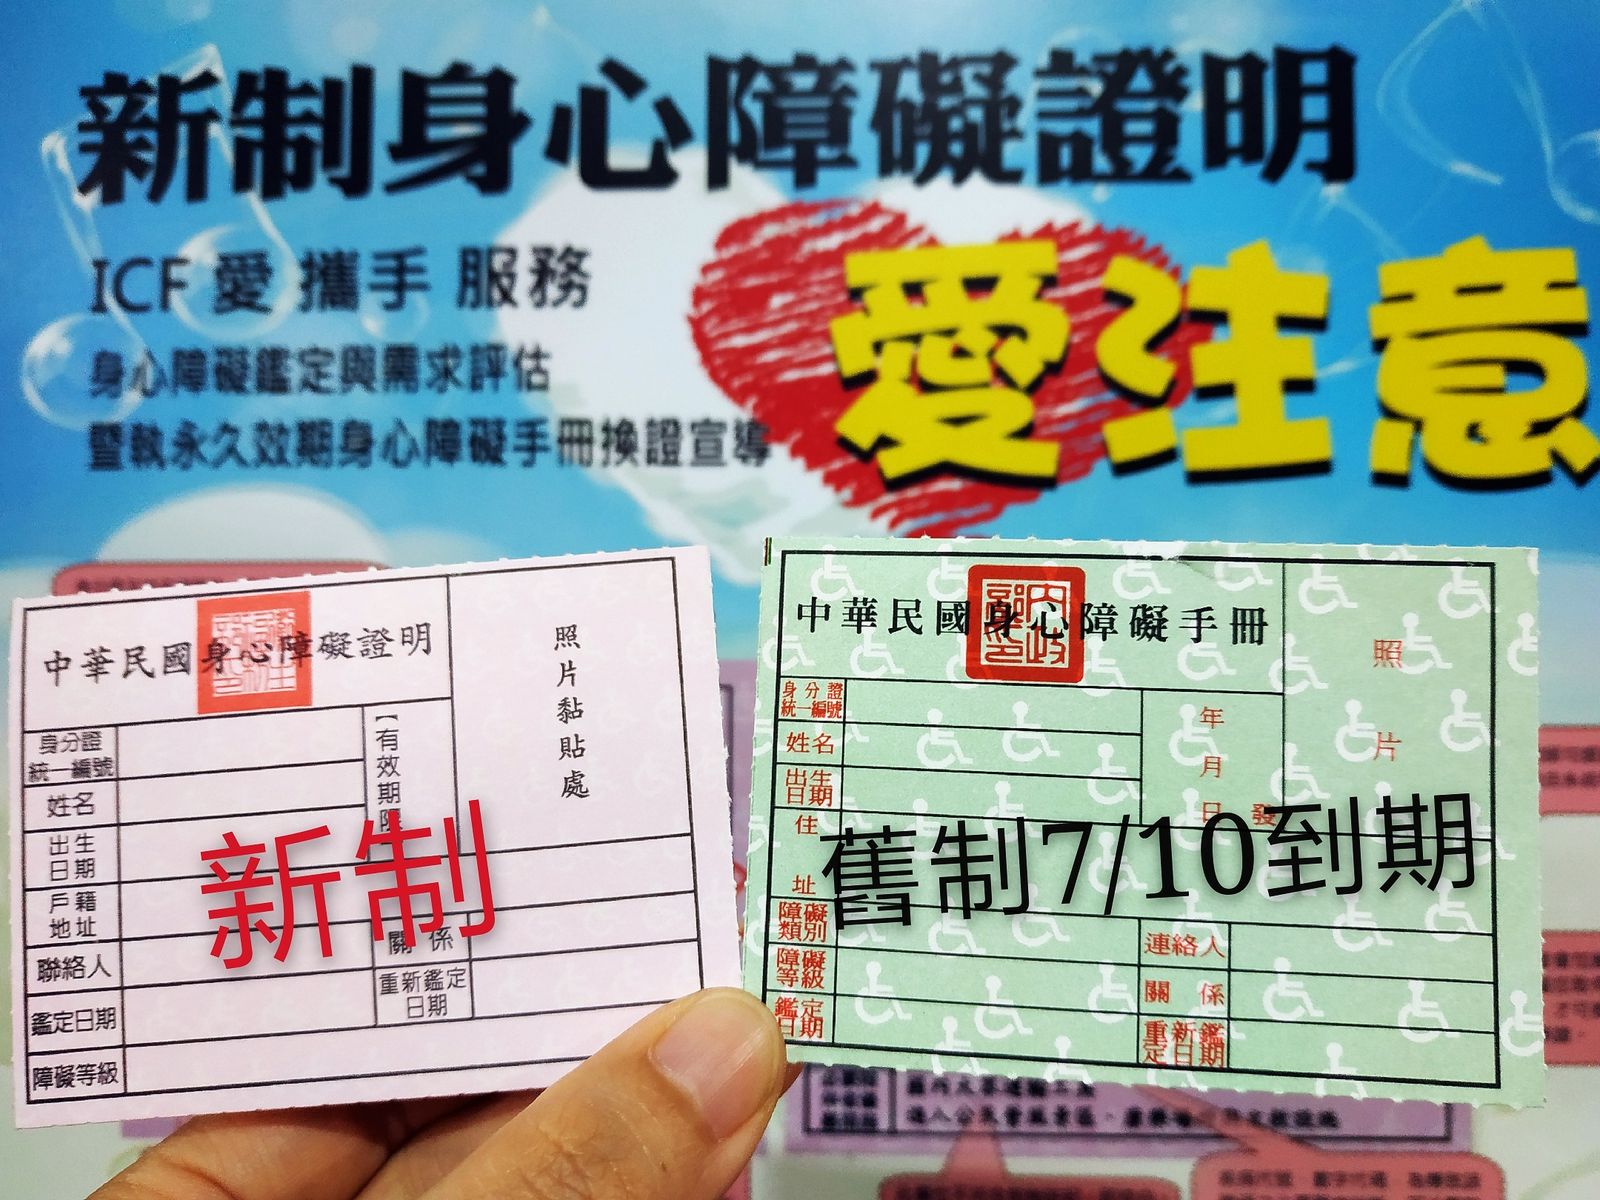 新制身心障礙證明
ICF 愛 攜手 服務
愛注意
身心障礙鑑定與需求評估
暨執永久效期身心障礙手冊換證宣導
中華民國身心障礙證明
照片黏貼處
身分證
統一編號
【有效期限
姓名
出生
日期
新制
戶籍
地址
聯絡人
關 係
鑑定日期
重新鑑定
日期
障礙等級
中華民國身心障礙手冊
內政部印
照片
身分證
統一編號
年月日發
姓名
出生
日期
住址
舊制7/10到期
障礙
類別
連絡人
障礙
等級
關 係
鑑定
日期
重新鑑
定日期